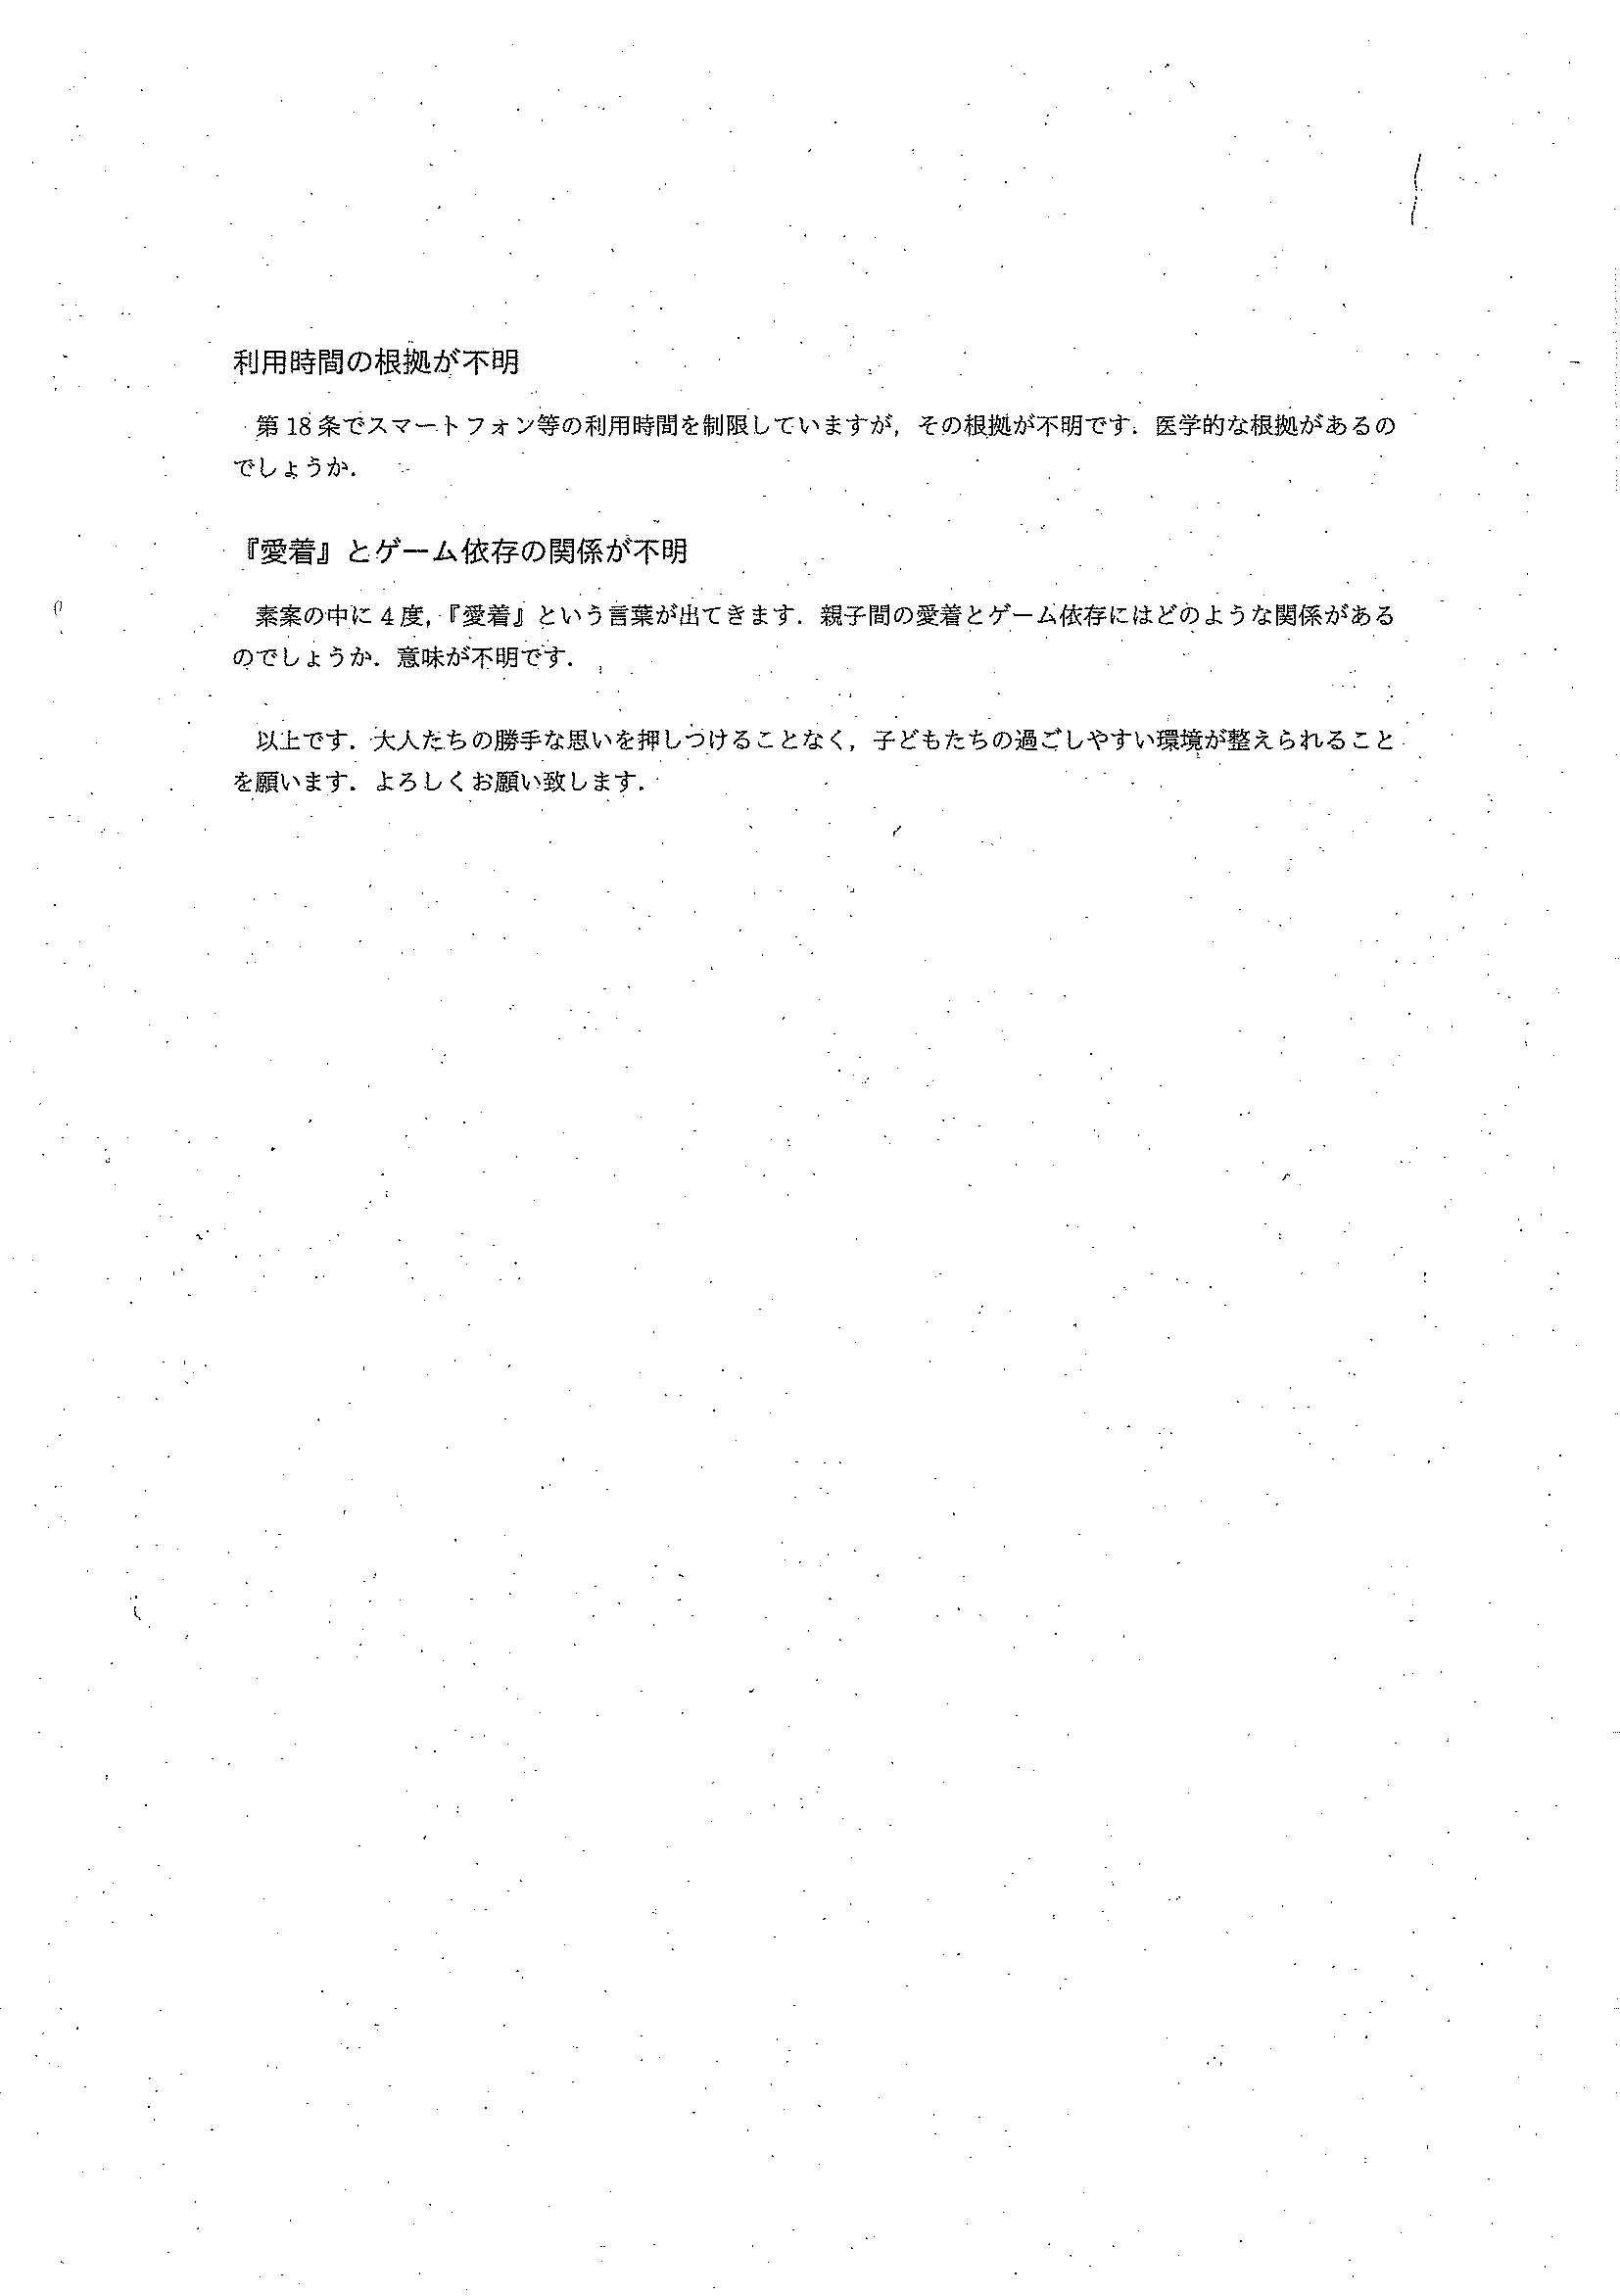 利用時間の根拠が不明
第18条でスマートフォン等の利用時間を制限していますが，その根拠が不明です．医学的な根拠があるの
でしょうか．
『愛着』とゲーム依存の関係が不明
素案の中に4度，『愛着』という言葉が出てきます．親子間の愛着とゲーム依存にはどのような関係がある
のでしょうか．意味が不明です．
以上です．大人たちの勝手な思いを押しつけることなく，子どもたちの過ごしやすい環境が整えられること
を願います．よろしくお願い致します．